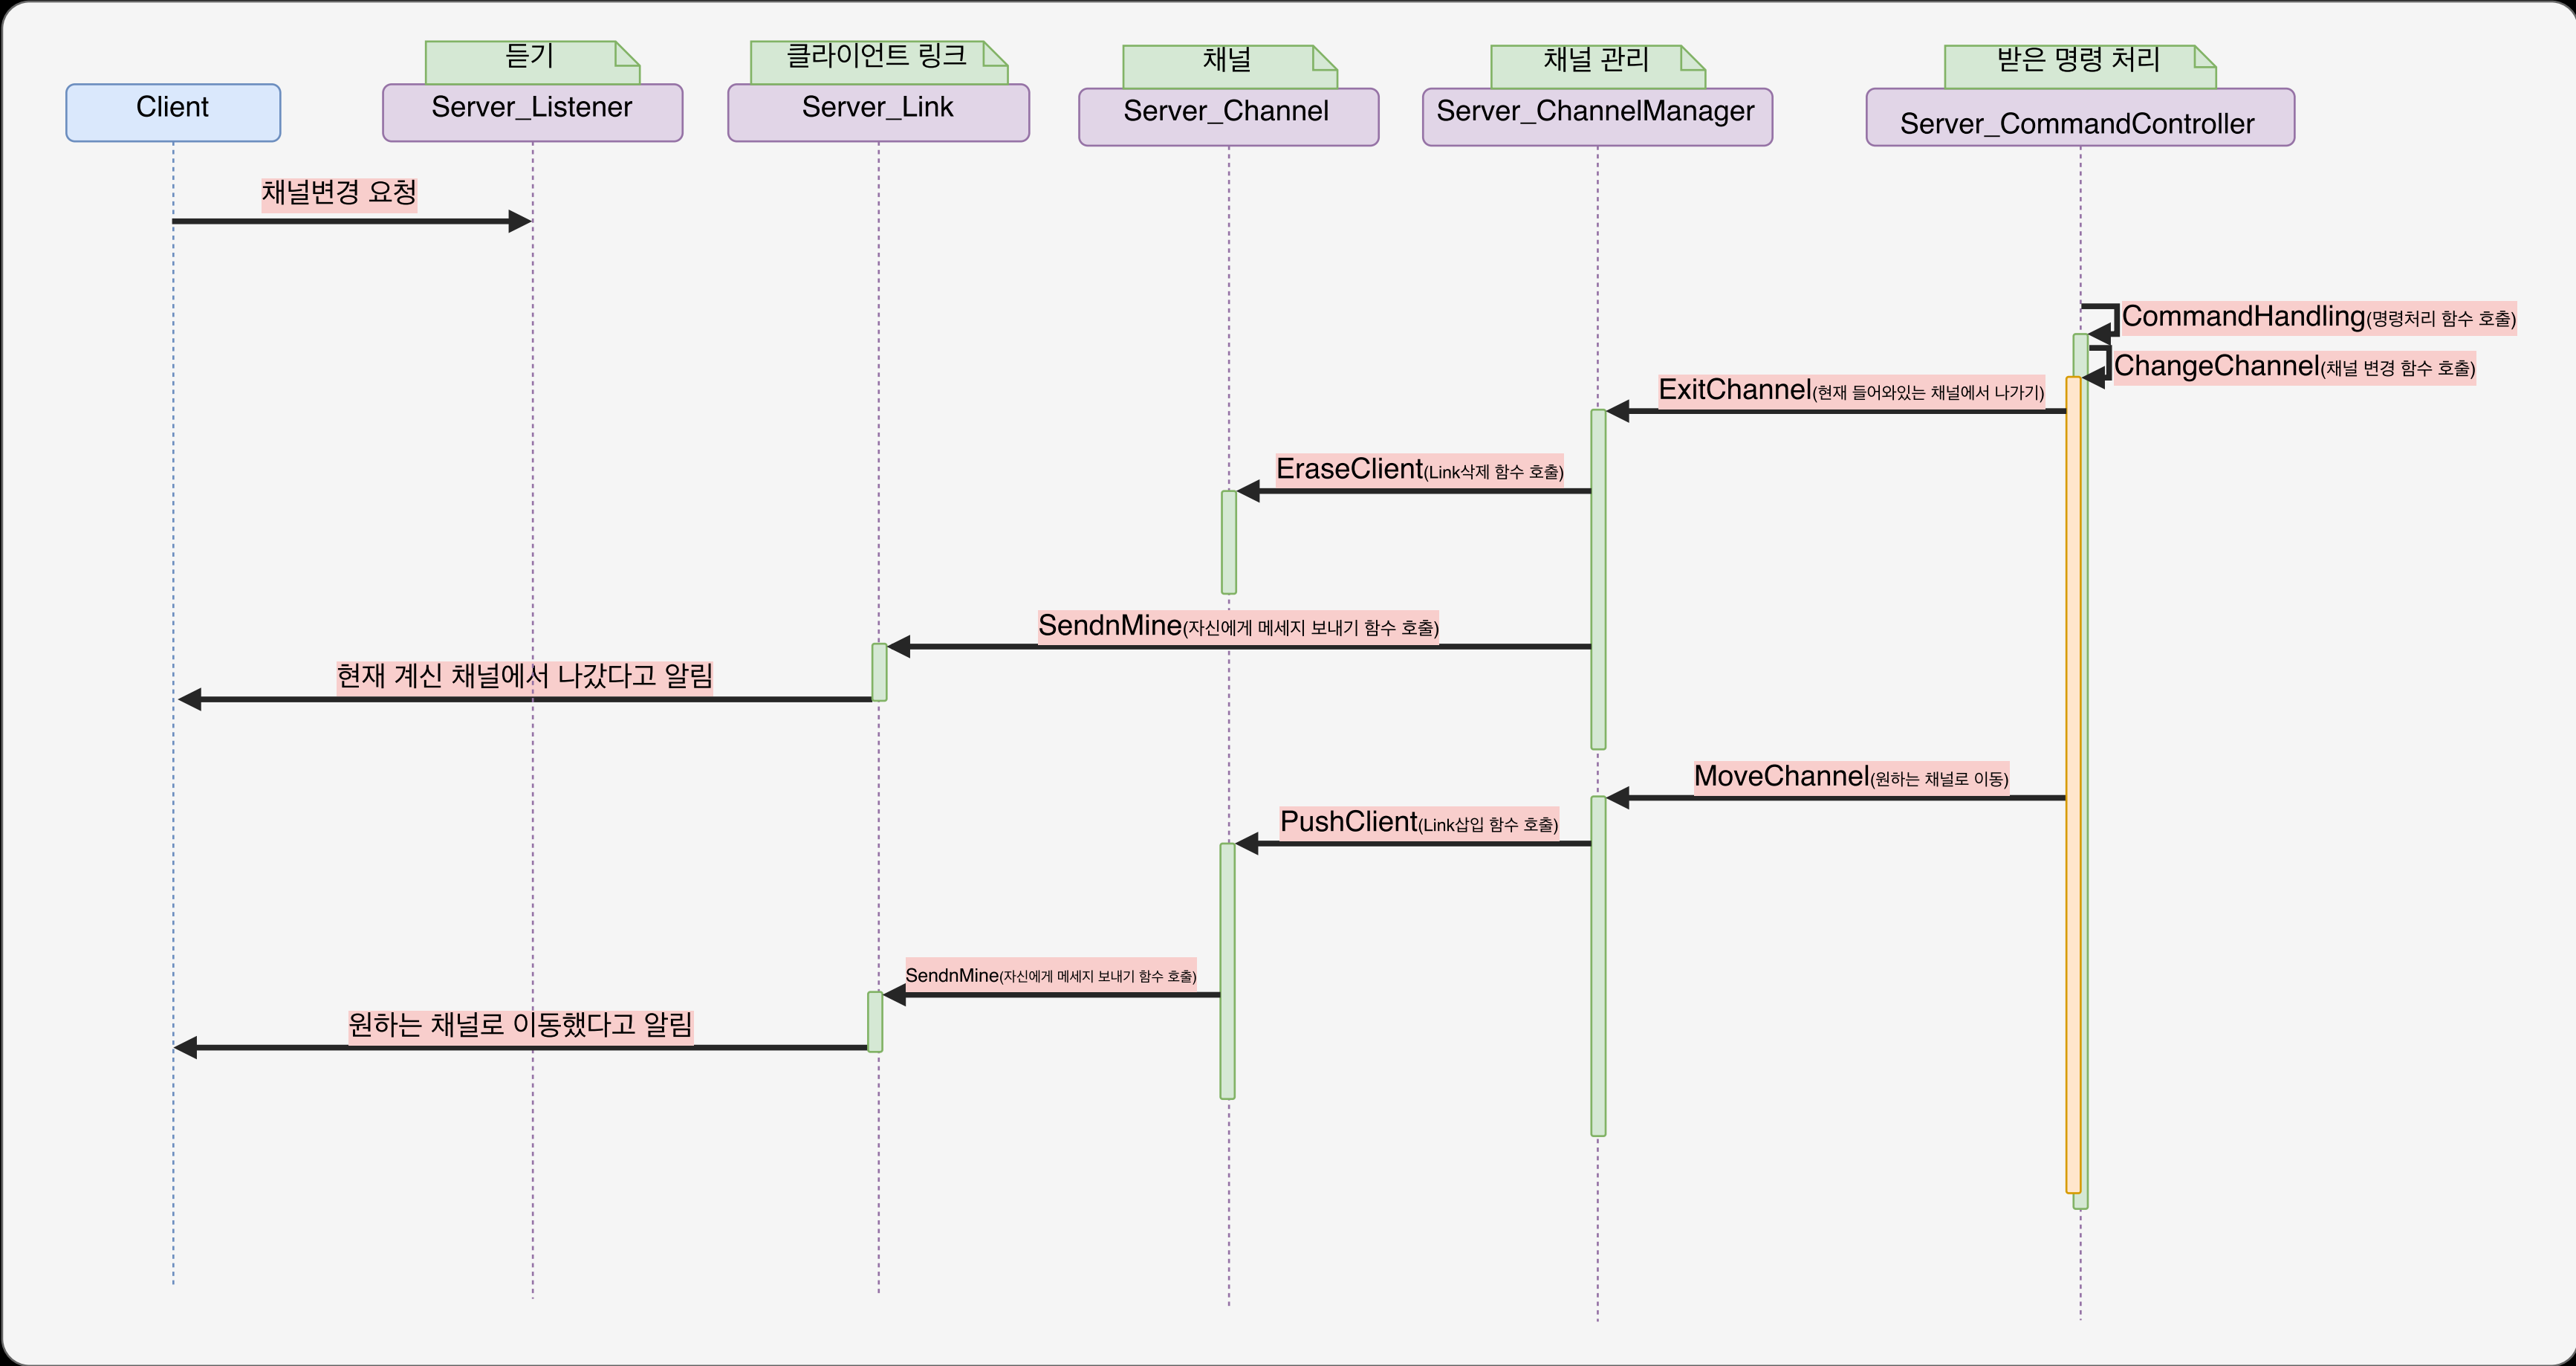 듣기
클라이언트 링크
채널
채널 관리
받은 명령 처리
Client
Server_Listener
Server_Link
Server_Channel
Server_ChannelManager
Server_CommandController
채널변경 요청
CommandHandling(명령처리 함수 호출)
ChangeChannel(채널 변경 함수 호출)
ExitChannel(현재 들어와있는 채널에서 나가기)
EraseClient(Link삭제 함수 호출)
SendnMine(자신에게 메세지 보내기 함수 호출)
현재 계신 채널에서 나갔다고 알림
MoveChannel(원하는 채널로 이동)
PushClient(Link삽입 함수 호출)
SendnMine(자신에게 메세지 보내기 함수 호출)
원하는 채널로 이동했다고 알림